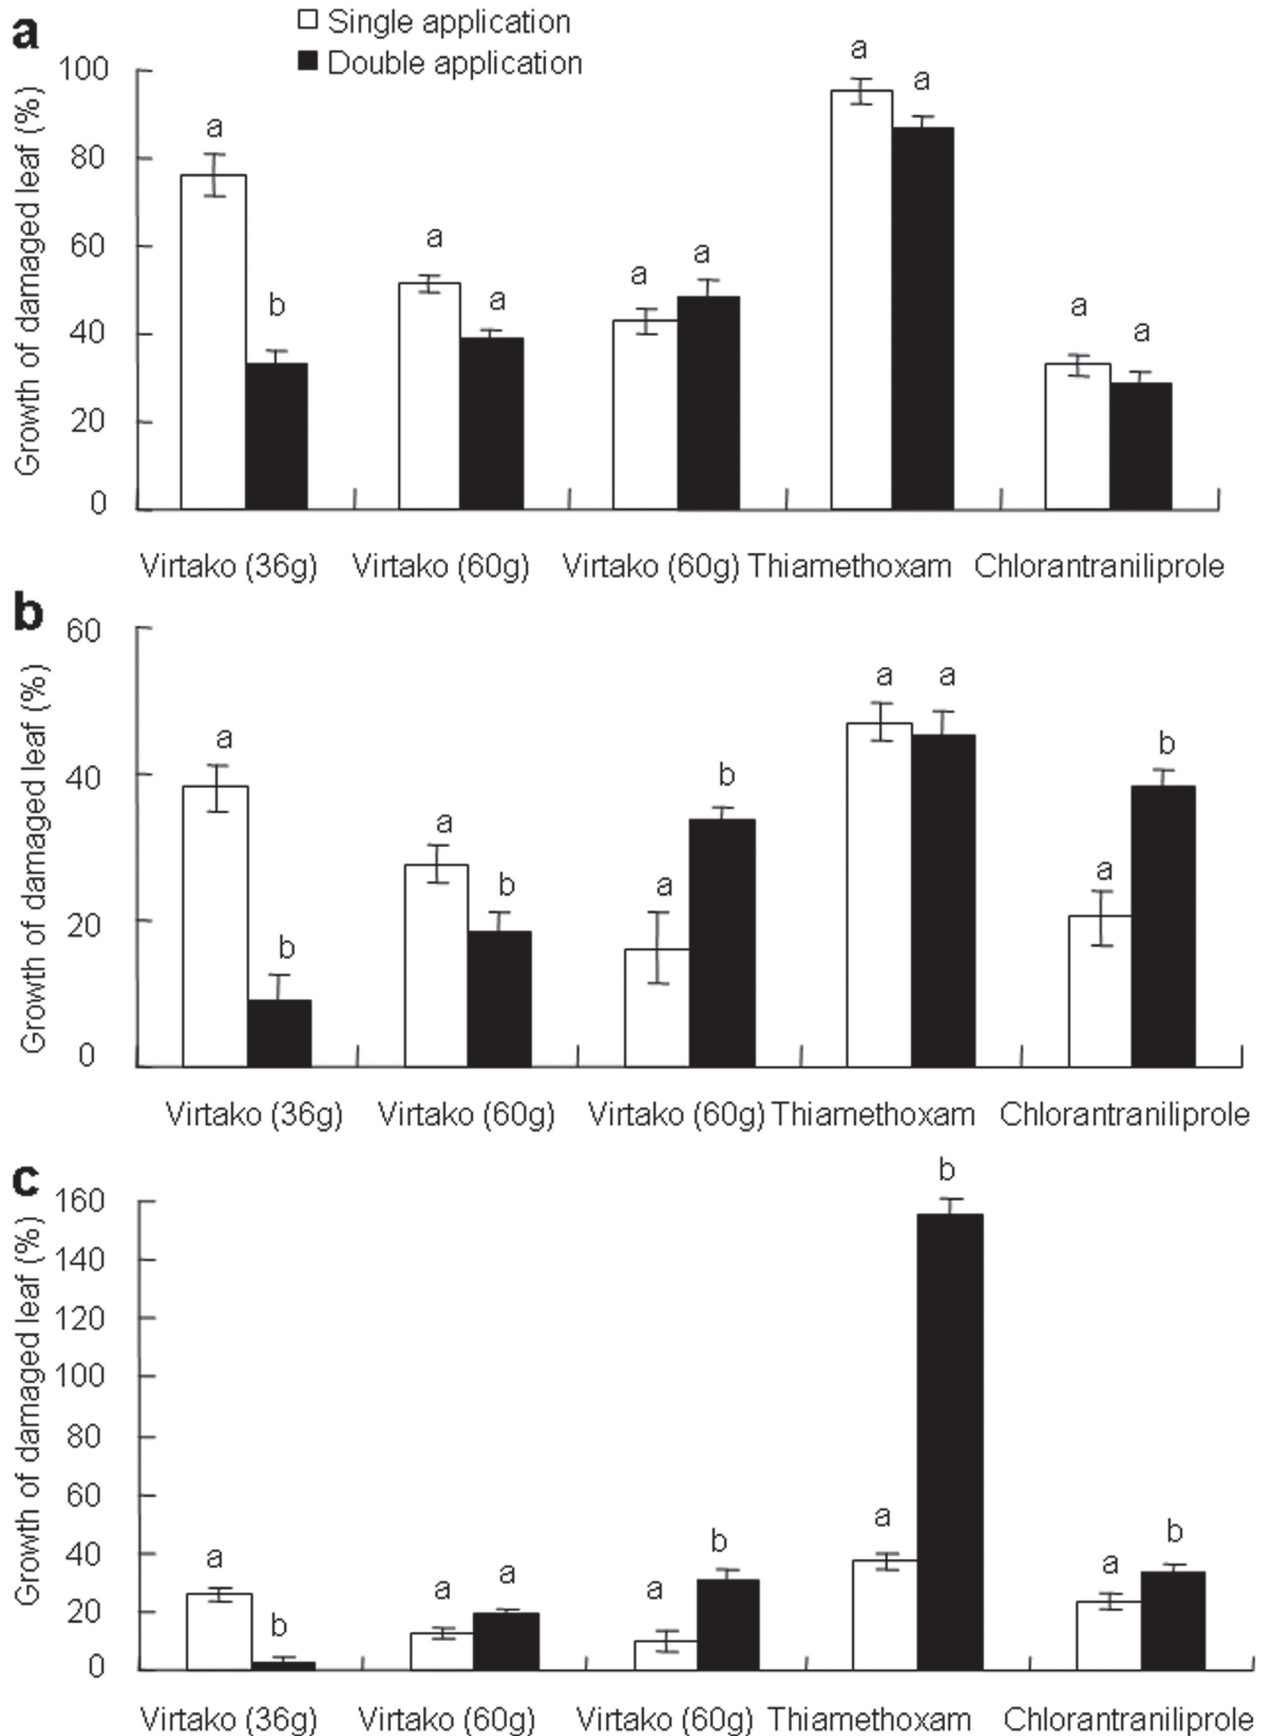 a
Single application
Double application
Growth of damaged leaf (%)
100
80
60
40
20
0
a
b
a
a
a
a
a
a
a
a
Virtako (36g) Virtako (60g) Virtako (60g) Thiamethoxam Chlorantraniliprole
b
Growth of damaged leaf (%)
60
40
20
0
a
b
a
b
a
b
a
a
a
b
Virtako (36g) Virtako (60g) Virtako (60g) Thiamethoxam Chlorantraniliprole
c
Growth of damaged leaf (%)
160
140
120
100
80
60
40
20
0
a
b
a
a
a
b
a
b
a
b
Virtako (36g) Virtako (60g) Virtako (60g) Thiamethoxam Chlorantraniliprole